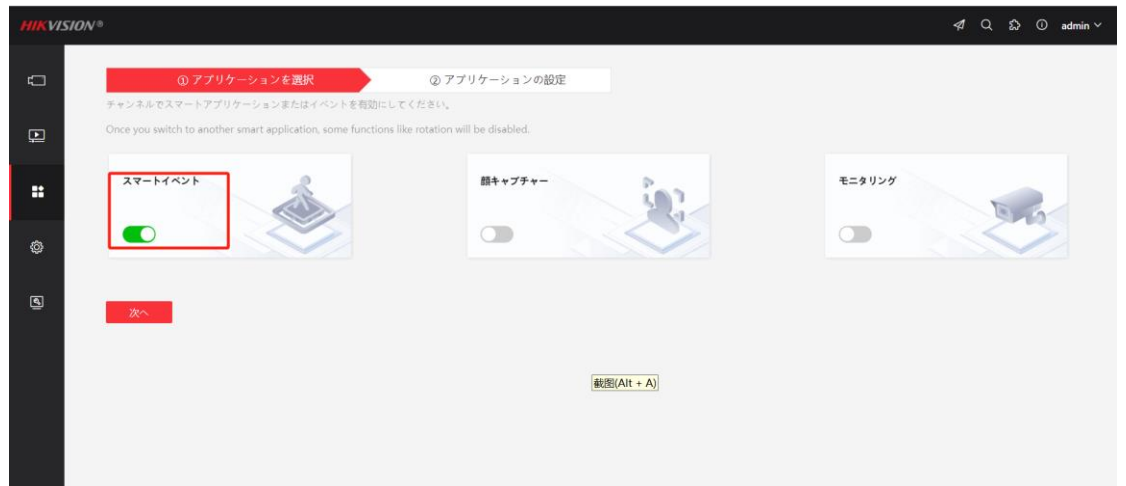 HIKVISION®
admin
① アプリケーションを選択
② アプリケーションの設定
チャンネルでスマートアプリケーションまたはイベントを有効にしてください。
Once you switch to another smart application, some functions like rotation will be disabled.
スマートイベント
顔キャプチャー
モニタリング
次へ
截图(Alt + A)